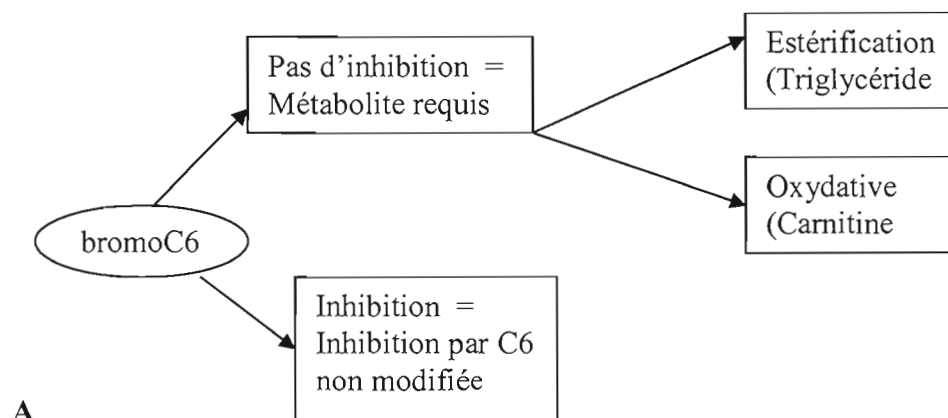 Pas d'inhibition =
Métabolite requis
Estérification
(Triglycéride
Oxydative
(Carnitine
bromoC6
Inhibition =
Inhibition par C6
non modifiée
A